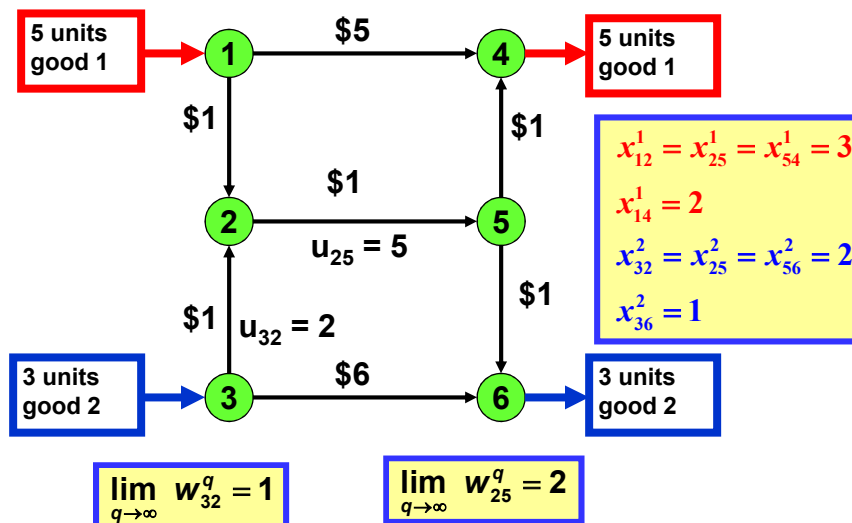 5 units
good 1
1
$5
4
5 units
good 1
$1
$1
$1
2
5
u₂₅ = 5
x¹₁₂ = x¹₂₅ = x¹₅₄ = 3
x¹₁₄ = 2
x²₃₂ = x²₂₅ = x²₅₆ = 2
x²₃₆ = 1
$1
u₃₂ = 2
$1
3 units
good 2
3
$6
6
3 units
good 2
lim w^q₃₂ = 1
q→∞
lim w^q₂₅ = 2
q→∞